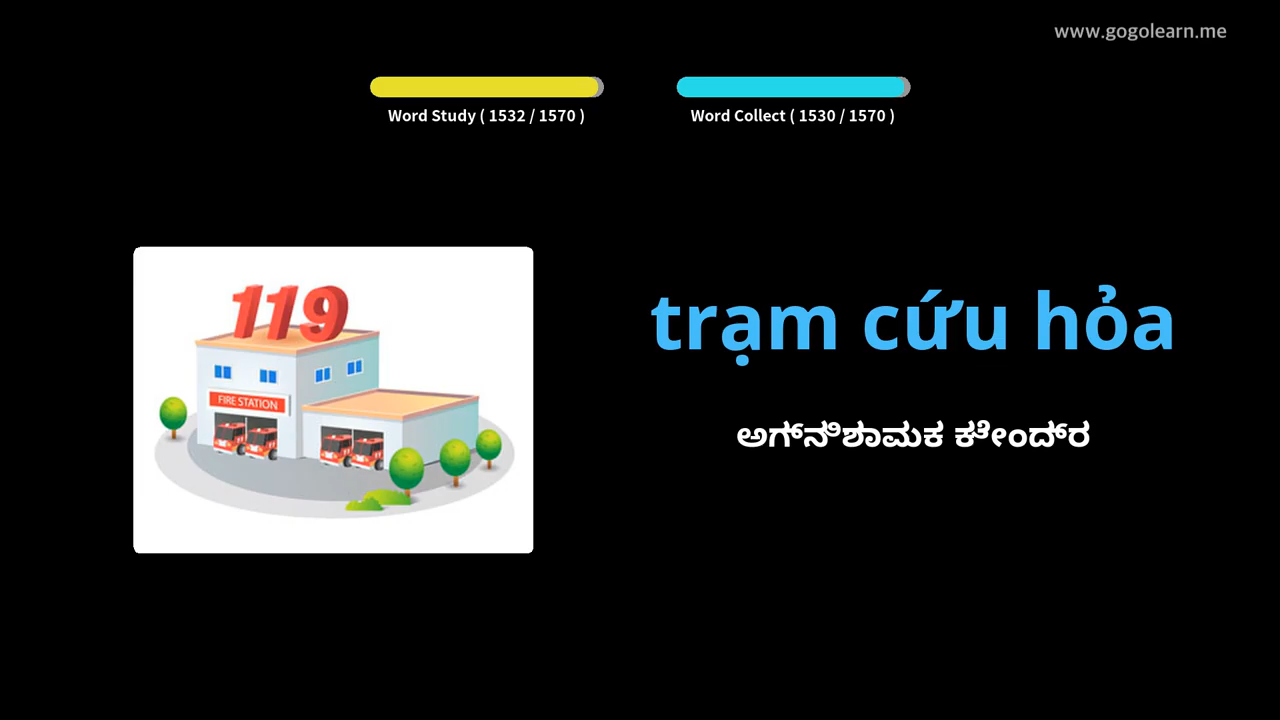 www.gogolearn.me
Word Study ( 1532 / 1570 )
Word Collect ( 1530 / 1570 )
119
FIRE STATION
trạm cứu hỏa
ಅಗ್ನಿಶಾಮಕ ಕೇಂದ್ರ